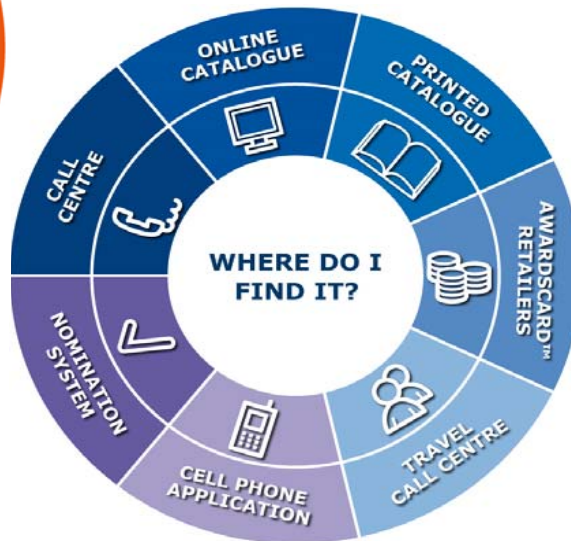 WHERE DO I
FIND IT?
ONLINE
CATALOGUE
PRINTED
CATALOGUE
AWARDSCARD™
RETAILERS
TRAVEL
CALL CENTRE
CELL PHONE
APPLICATION
NOMINATION
SYSTEM
CALL
CENTRE